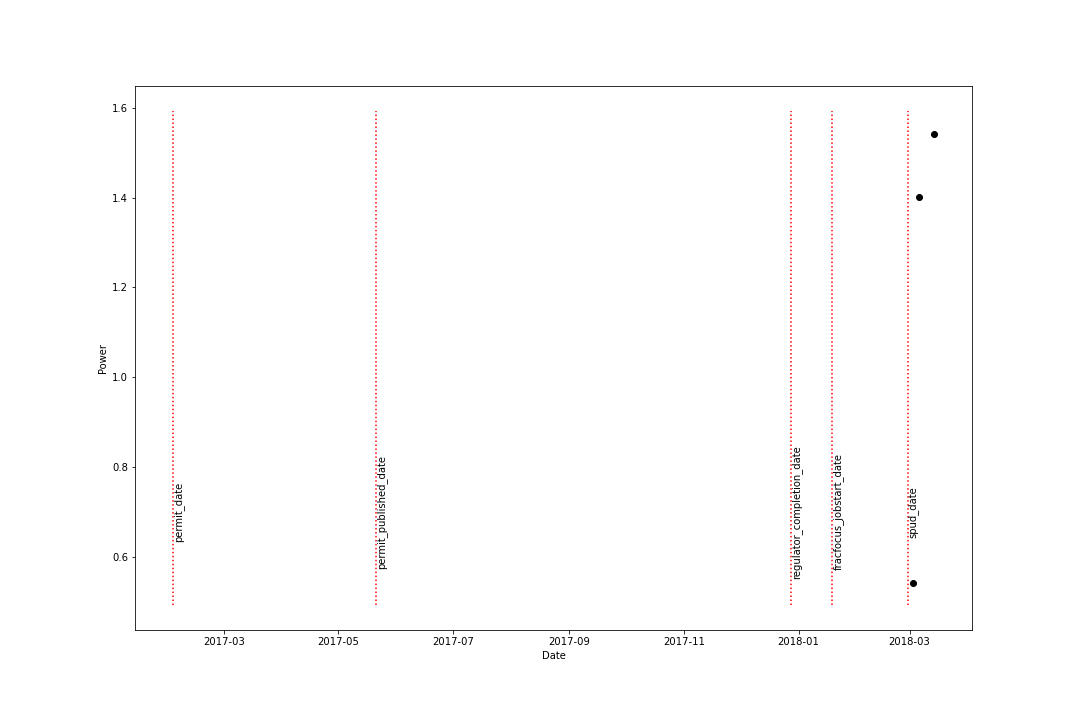 1.6
1.4
1.2
1.0
0.8
0.6
Power
permit_date
permit_published_date
regulator_completion_date
fracfocus_jobstart_date
spud_date
2017-03
2017-05
2017-07
2017-09
2017-11
2018-01
2018-03
Date